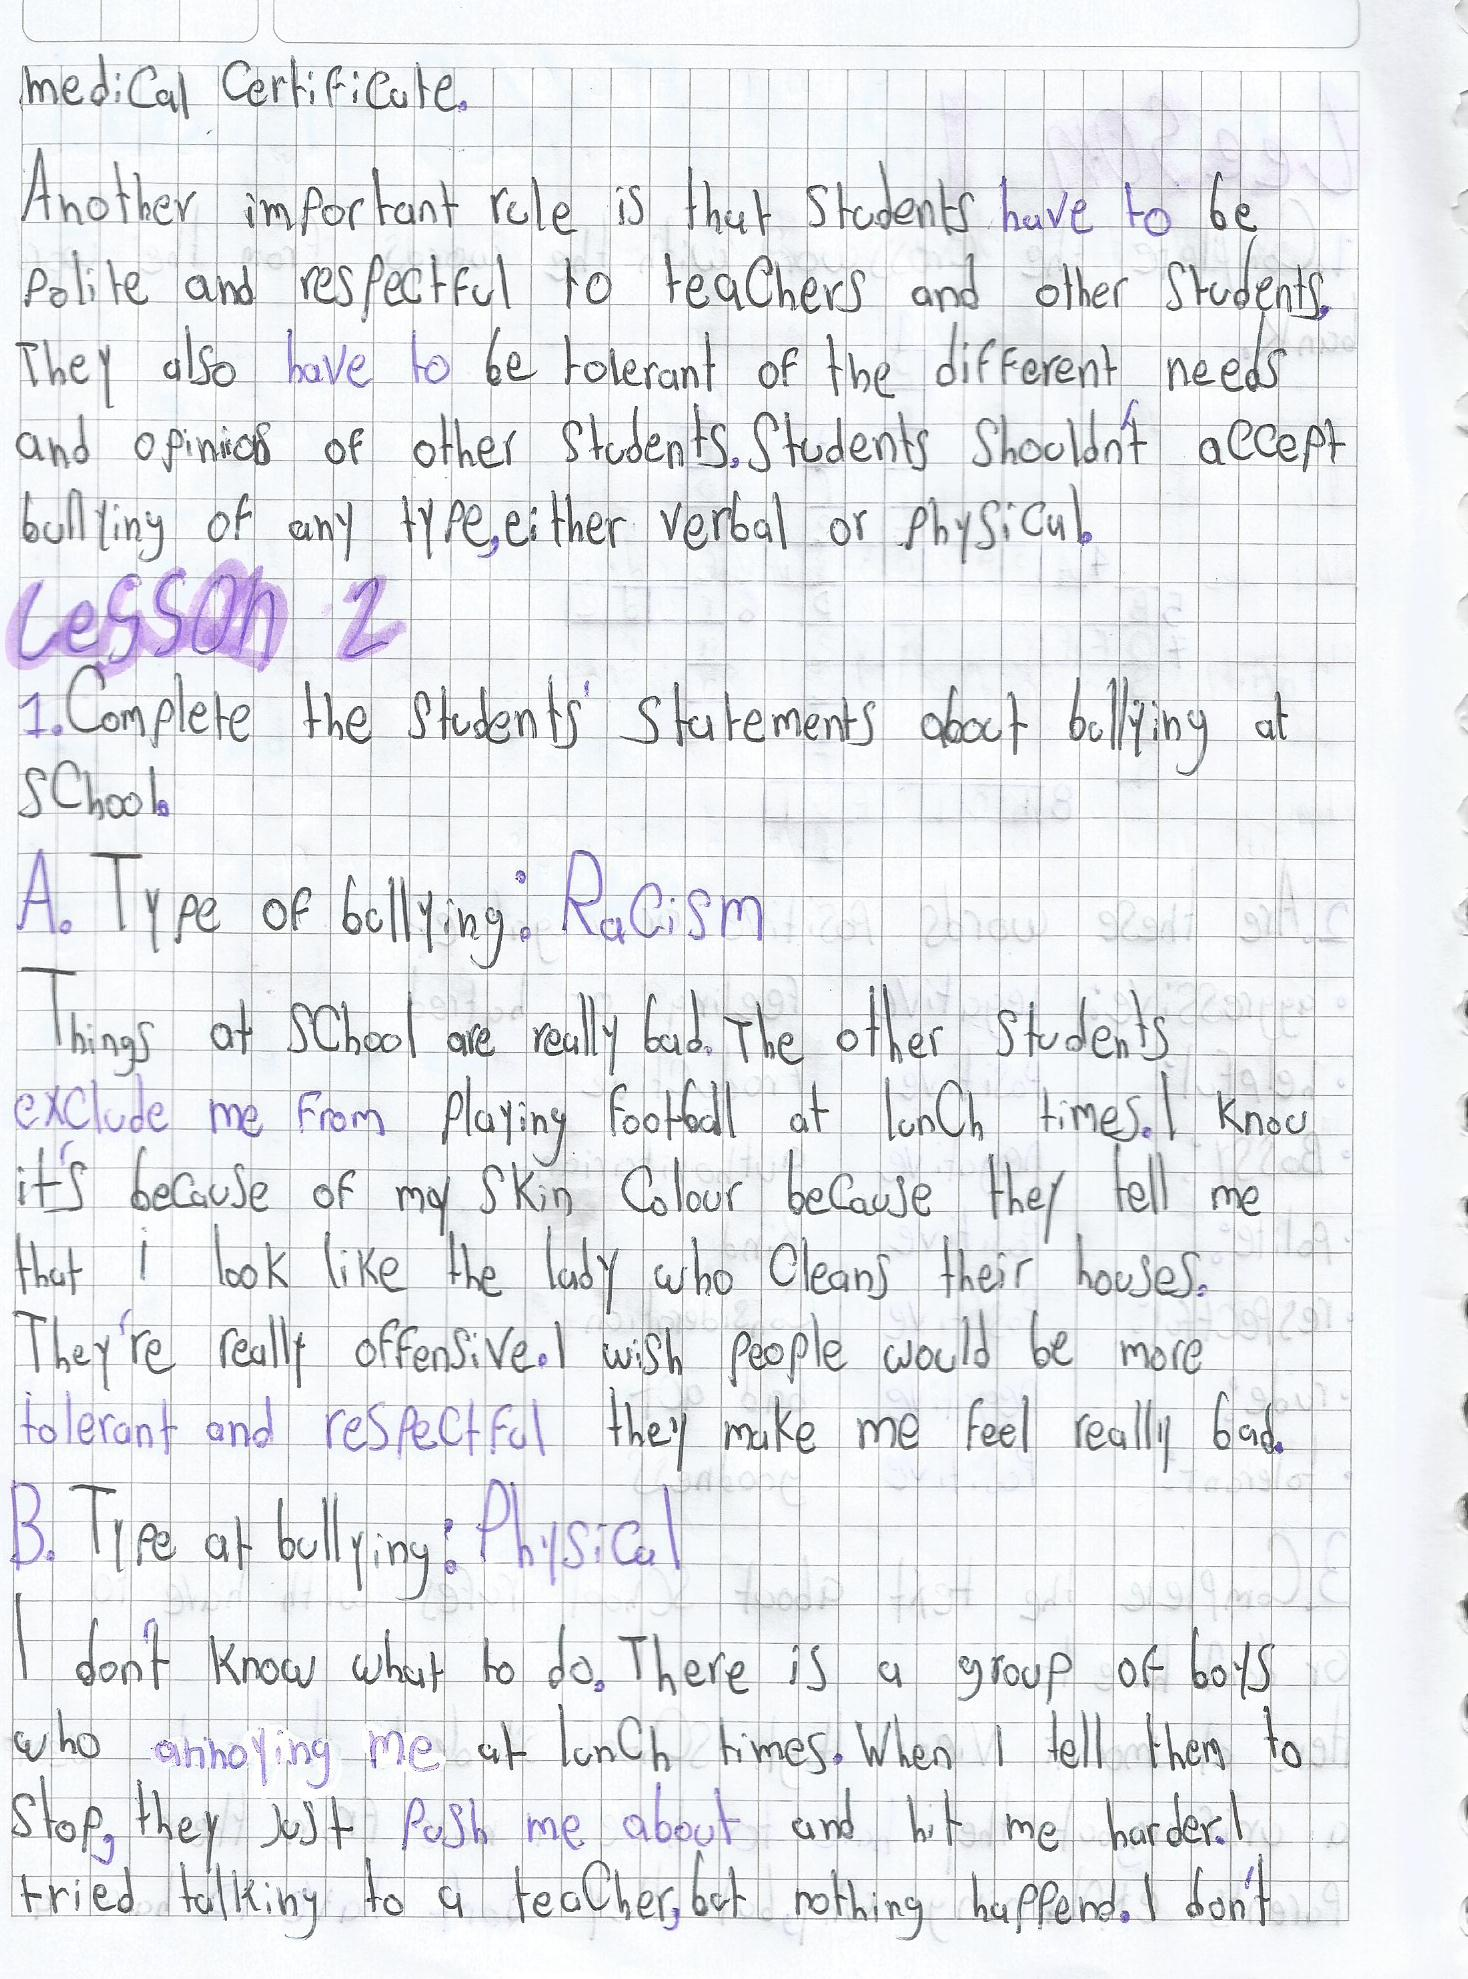 medical Certificate.
Another important rule is that Students have to be
Polite and respectful to teachers and other Students.
They also have to be tolerant of the different needs
and of other Students. Students Shouldn't accept
bullying of any type, either verbal or physical.
Lesson 2
1. Complete the Students' Statements about bullying at
School.
A. Type of bullying: Racism
Things at School are really bad. The other Students
exclude me from Playing football at lunch times. I Know
it's because of my Skin Colour because they tell me
that i look like the lady who Cleans their houses.
They're really offensive. I wish people would be more
tolerant and respectful they make me feel really bad.
B. Type at bullying: Physical
I don't Know what to do. There is a group of boys
who annoying me at lunch times. When I tell them to
Stop, they Just Push me about and hit me harder. I
tried talking to a teacher, but nothing happend. I don't